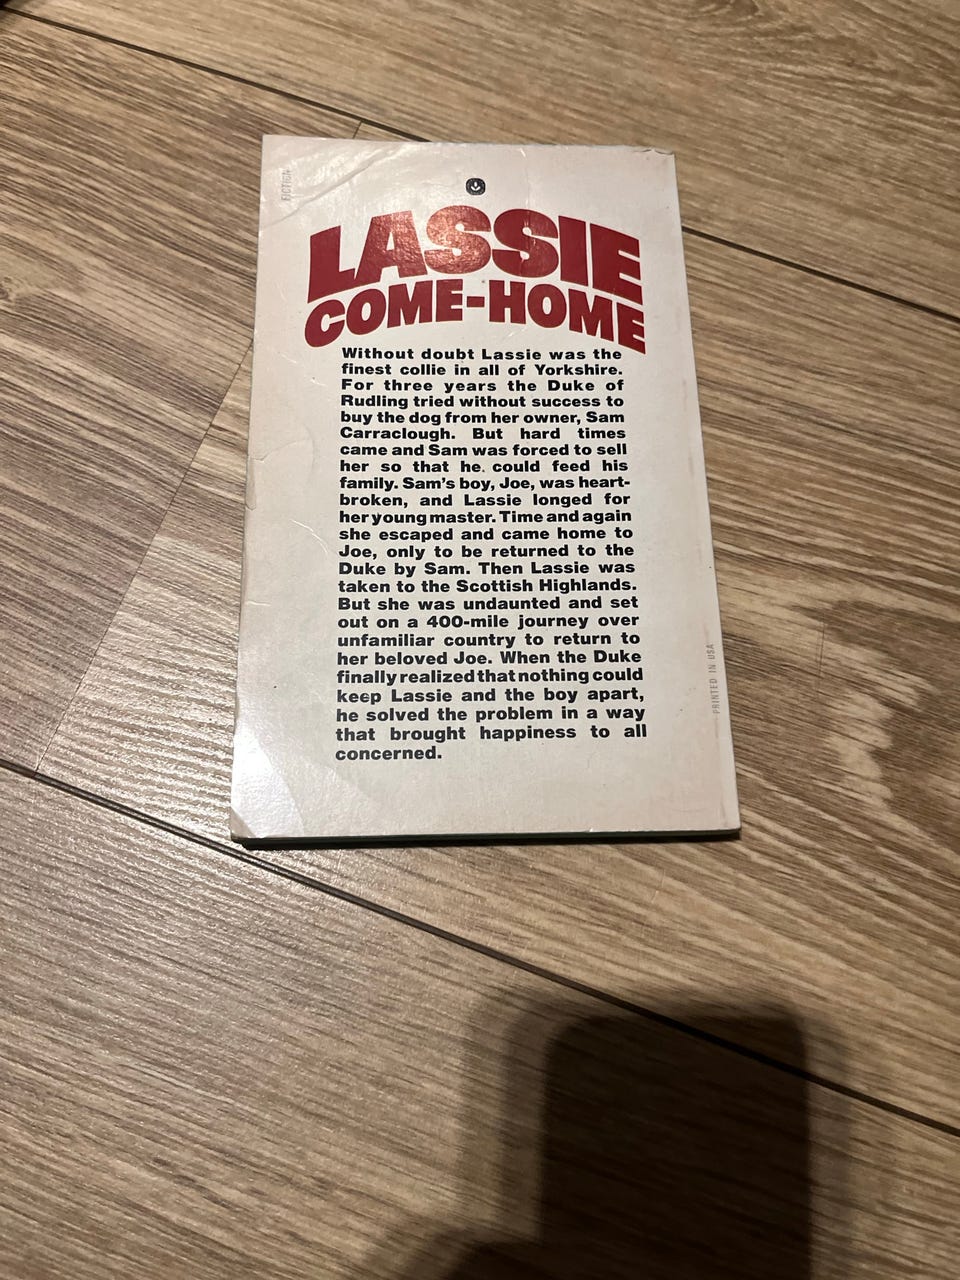 FICTION
LASSIE
COME-HOME
Without doubt Lassie was the
finest collie in all of Yorkshire.
For three years the Duke of
Rudling tried without success to
buy the dog from her owner, Sam
Carraclough. But hard times
came and Sam was forced to sell
her so that he could feed his
family. Sam's boy, Joe, was heart-
broken, and Lassie longed for
her young master. Time and again
she escaped and came home to
Joe, only to be returned to the
Duke by Sam. Then Lassie was
taken to the Scottish Highlands.
But she was undaunted and set
out on a 400-mile journey over
unfamiliar country to return to
her beloved Joe. When the Duke
finally realized that nothing could
keep Lassie and the boy apart,
he solved the problem in a way
that brought happiness to all
concerned.
PRINTED IN USA